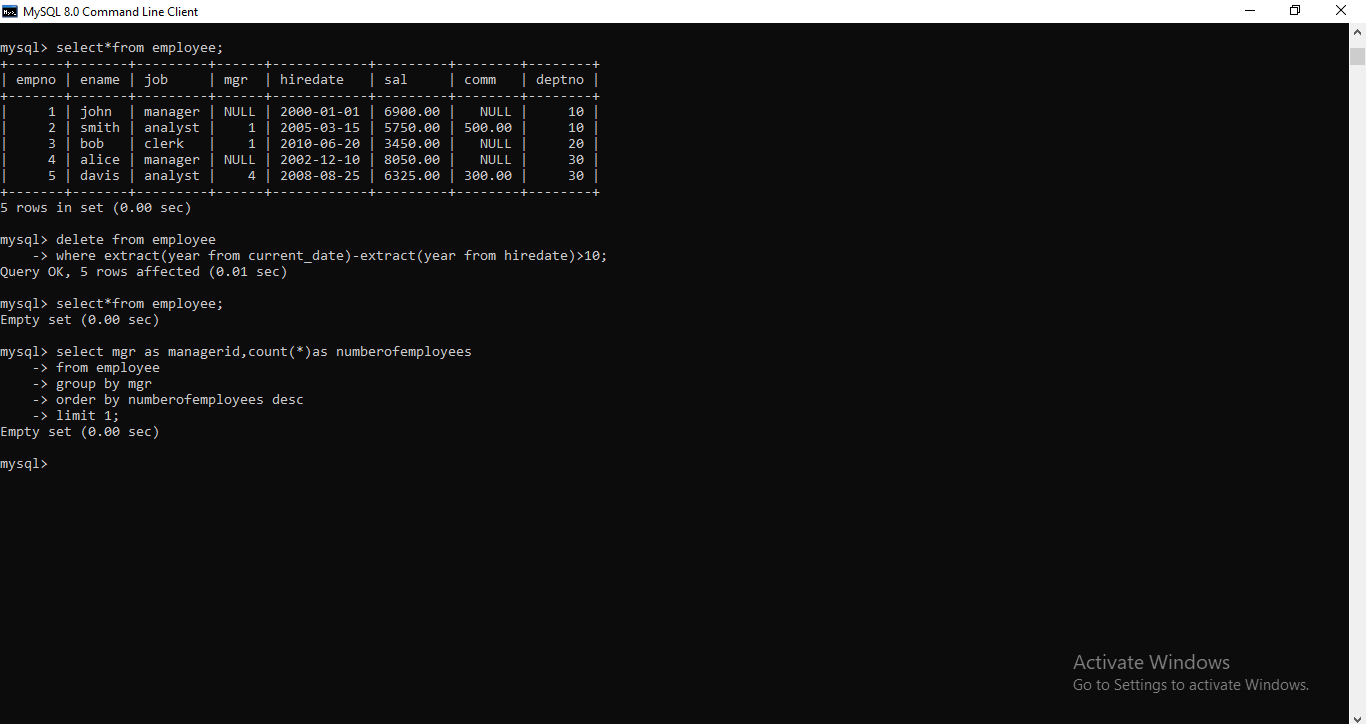 MySQL 8.0 Command Line Client
mysql> select*from employee;
+-------+-------+---------+------+------------+---------+--------+--------+
| empno | ename | job     | mgr  | hiredate   | sal     | comm   | deptno |
+-------+-------+---------+------+------------+---------+--------+--------+
|     1 | john  | manager | NULL | 2000-01-01 | 6900.00 |   NULL |     10 |
|     2 | smith | analyst |    1 | 2005-03-15 | 5750.00 | 500.00 |     10 |
|     3 | bob   | clerk   |    1 | 2010-06-20 | 3450.00 |   NULL |     20 |
|     4 | alice | manager | NULL | 2002-12-10 | 8050.00 |   NULL |     30 |
|     5 | davis | analyst |    4 | 2008-08-25 | 6325.00 | 300.00 |     30 |
+-------+-------+---------+------+------------+---------+--------+--------+
5 rows in set (0.00 sec)
mysql> delete from employee
    -> where extract(year from current_date)-extract(year from hiredate)>10;
Query OK, 5 rows affected (0.01 sec)
mysql> select*from employee;
Empty set (0.00 sec)
mysql> select mgr as managerid,count(*)as numberofemployees
    -> from employee
    -> group by mgr
    -> order by numberofemployees desc
    -> limit 1;
Empty set (0.00 sec)
mysql>
Activate Windows
Go to Settings to activate Windows.